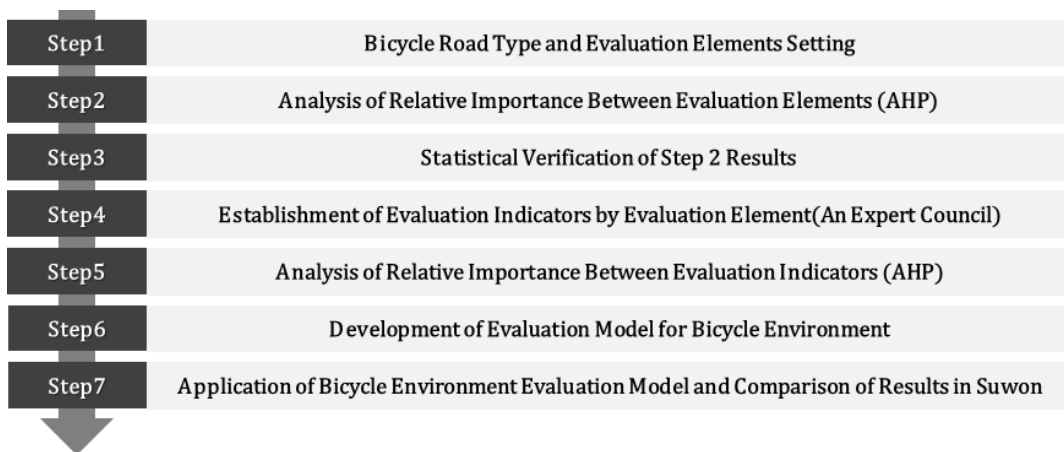 Step1 Bicycle Road Type and Evaluation Elements Setting
Step2 Analysis of Relative Importance Between Evaluation Elements (AHP)
Step3 Statistical Verification of Step 2 Results
Step4 Establishment of Evaluation Indicators by Evaluation Element(An Expert Council)
Step5 Analysis of Relative Importance Between Evaluation Indicators (AHP)
Step6 Development of Evaluation Model for Bicycle Environment
Step7 Application of Bicycle Environment Evaluation Model and Comparison of Results in Suwon